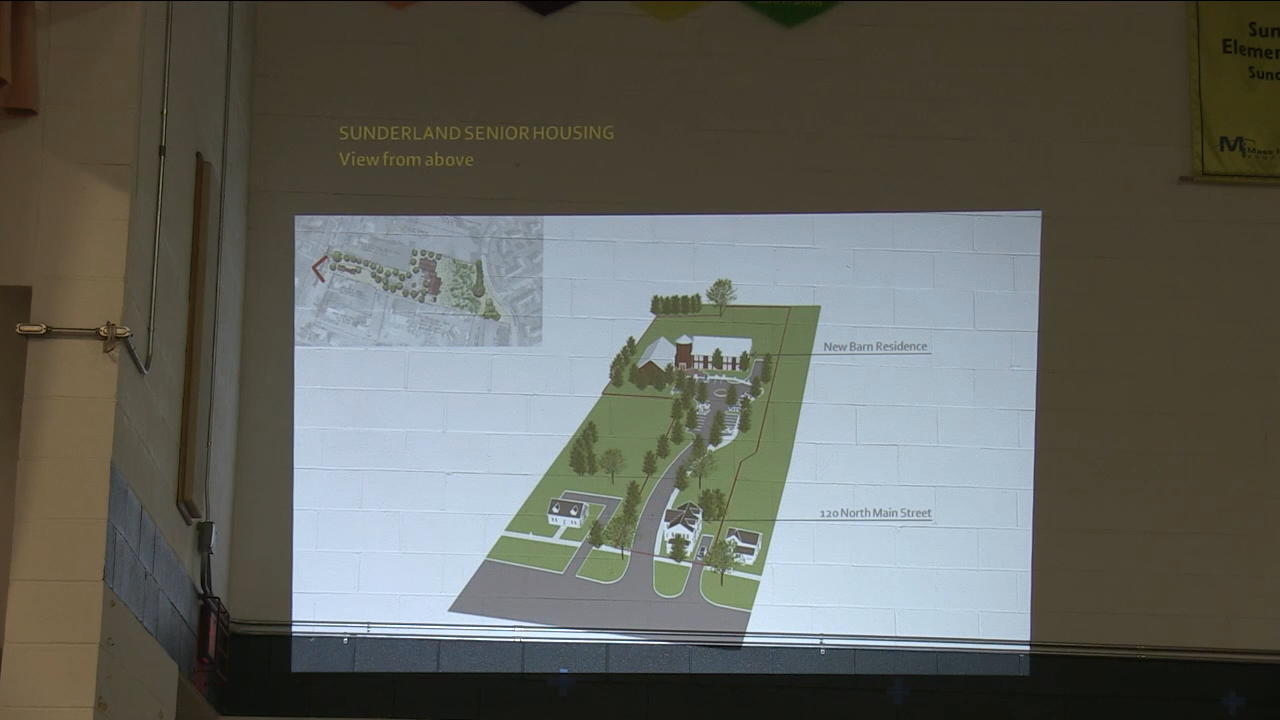 SUNDERLAND SENIOR HOUSING
View from above
New Barn Residence
120 North Main Street